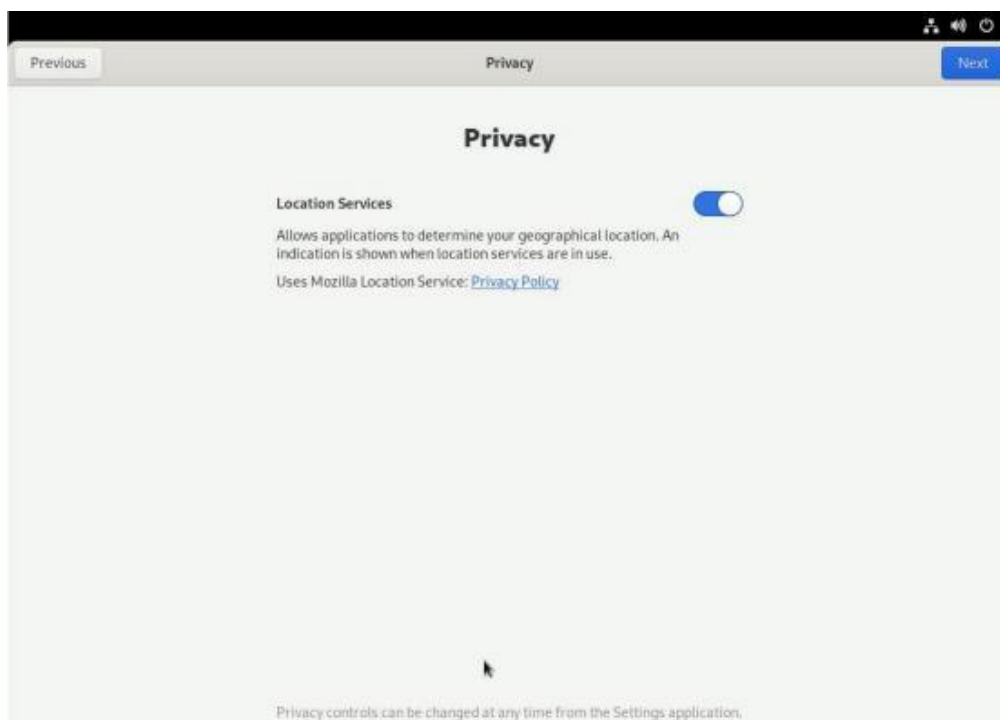 Previous
Privacy
Next
Privacy
Location Services
Allows applications to determine your geographical location. An
indication is shown when location services are in use.
Uses Mozilla Location Service: Privacy Policy
Privacy controls can be changed at any time from the Settings application.